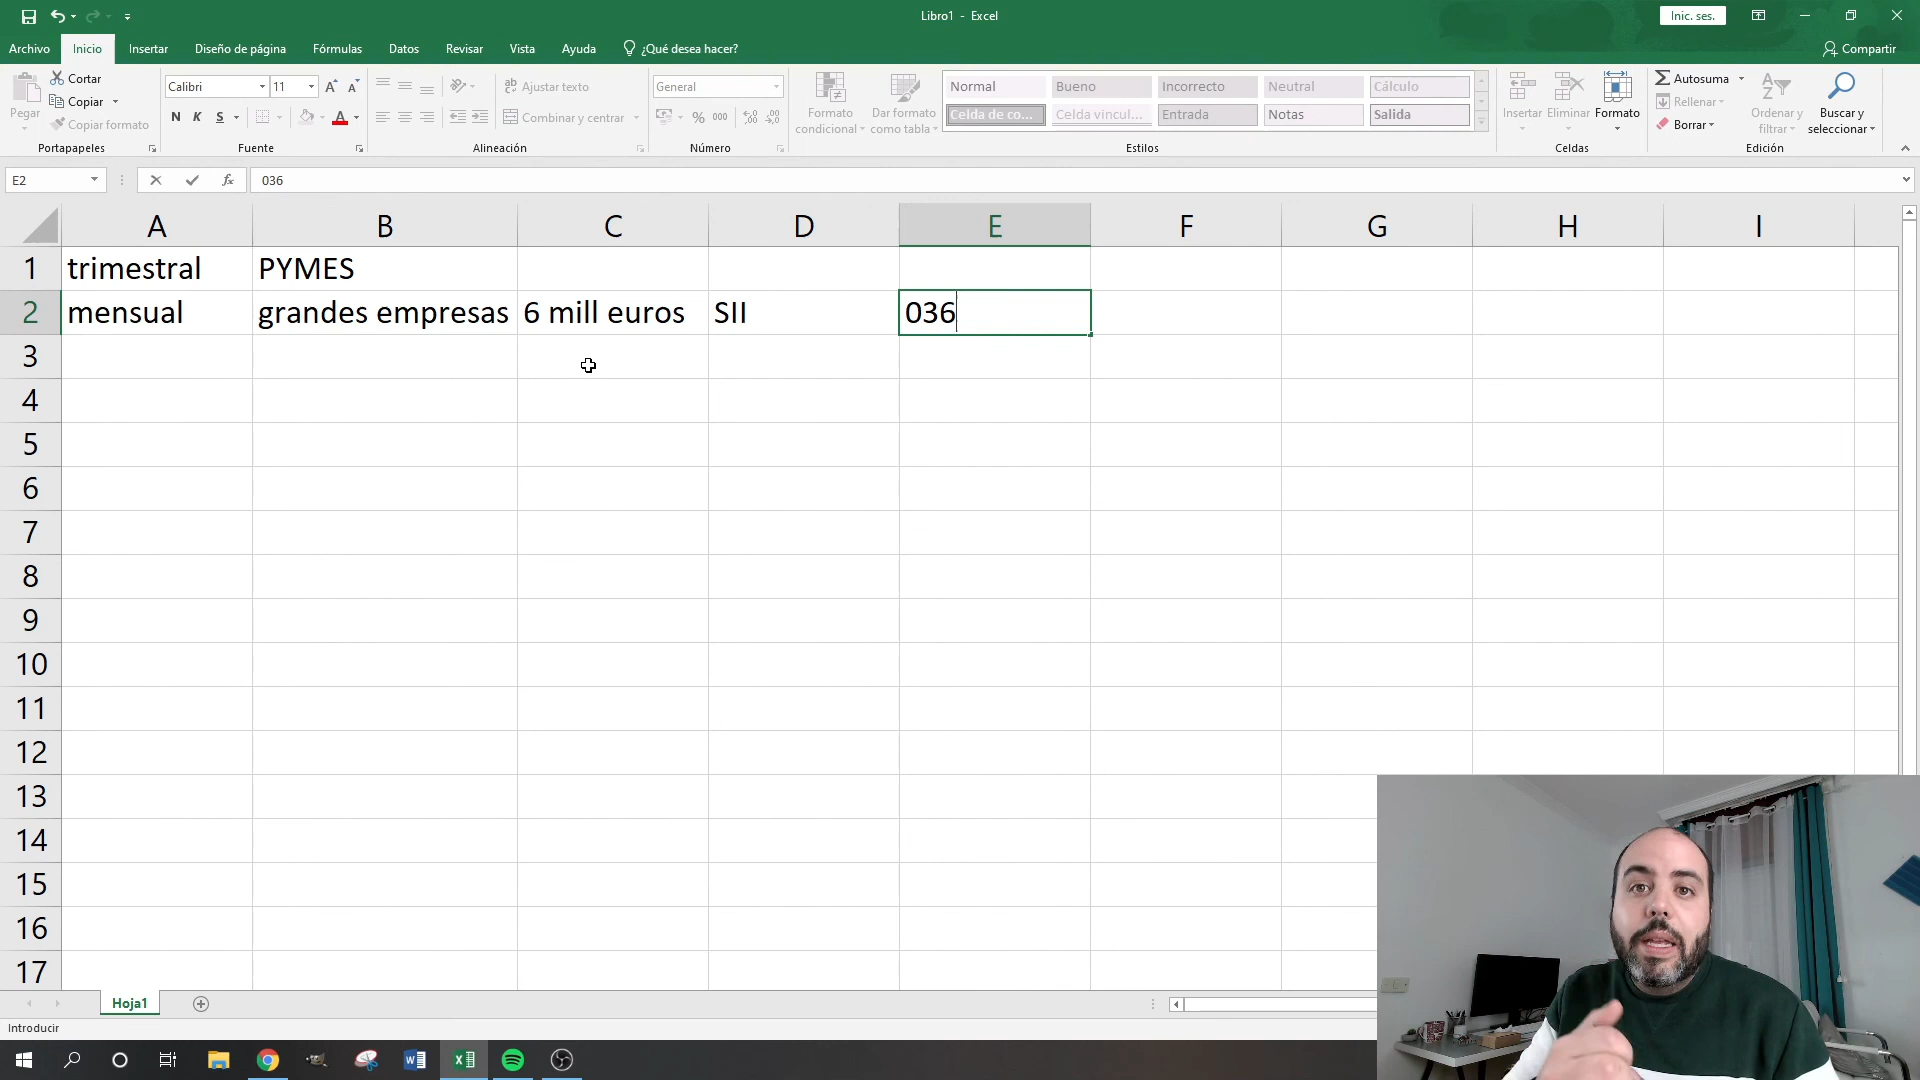 Libro1 - Excel
Inic. ses.
Archivo Inicio Insertar Diseño de página Fórmulas Datos Revisar Vista Ayuda ¿Qué desea hacer? Compartir
Pegar
Cortar
Copiar
Copiar formato
Portapapeles
Calibri 11
N K S
Fuente
Ajustar texto
Combinar y centrar
Alineación
General
% 000
Número
Formato condicional
Dar formato como tabla
Normal Bueno Incorrecto Neutral Cálculo
Celda de co... Celda vincul... Entrada Notas Salida
Estilos
Insertar Eliminar Formato
Celdas
Autosuma
Rellenar
Borrar
Ordenar y filtrar
Buscar y seleccionar
Edición
E2 fx 036
A B C D E F G H I
1 trimestral PYMES
2 mensual grandes empresas 6 mill euros SII 036
3
4
5
6
7
8
9
10
11
12
13
14
15
16
17
Hoja1
Introducir